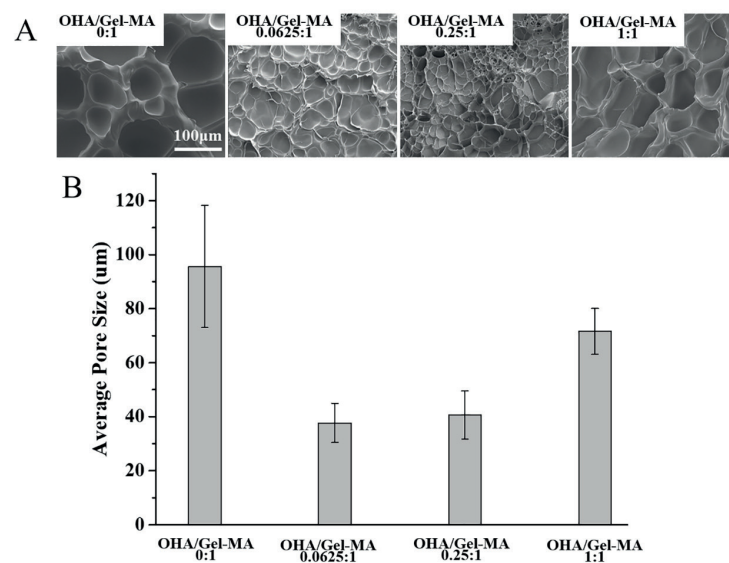 A
OHA/Gel-MA
0:1
OHA/Gel-MA
0.0625:1
OHA/Gel-MA
0.25:1
OHA/Gel-MA
1:1
100μm
B
Average Pore Size (um)
120
100
80
60
40
20
0
OHA/Gel-MA
0:1
OHA/Gel-MA
0.0625:1
OHA/Gel-MA
0.25:1
OHA/Gel-MA
1:1